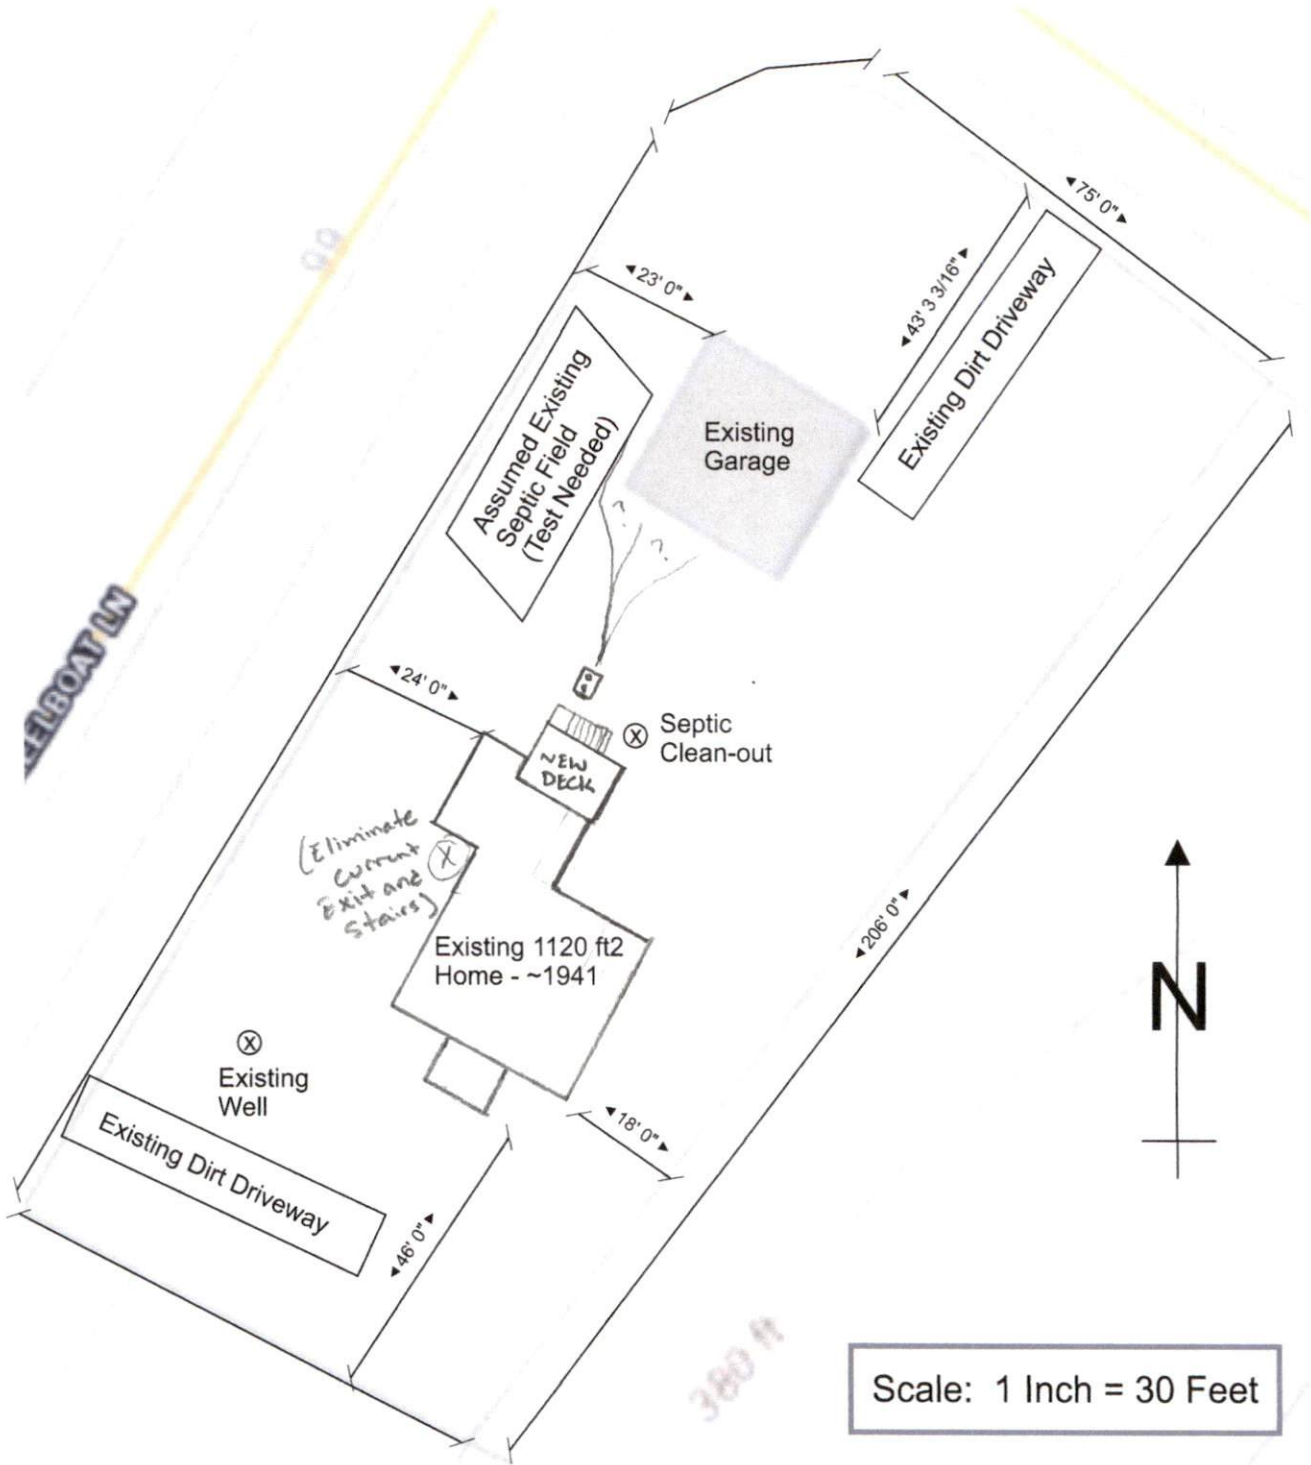 75' 0"
23' 0"
43' 3 3/16"
Existing Dirt Driveway
Assumed Existing
Septic Field
(Test Needed)
Existing
Garage
?
?
ELBOAT LN
24' 0"
Septic
Clean-out
NEW
DECK
(Eliminate
current
Exit and
stairs)
X
206' 0"
Existing 1120 ft2
Home - ~1941
N
X
X
Existing
Well
Existing Dirt Driveway
18' 0"
46' 0"
380 ft
Scale: 1 Inch = 30 Feet